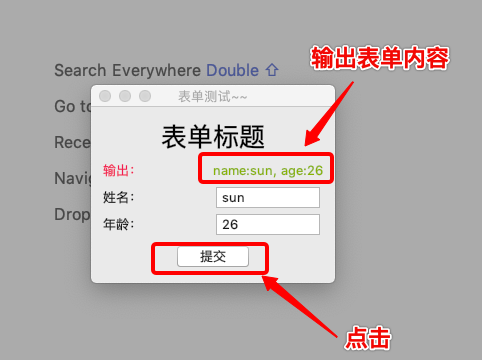 输出表单内容
Search Everywhere Double ⇧
表单测试~~
Go to
表单标题
Rece
输出：
name:sun, age:26
Navig
姓名：
sun
Drop
年龄：
26
提交
点击